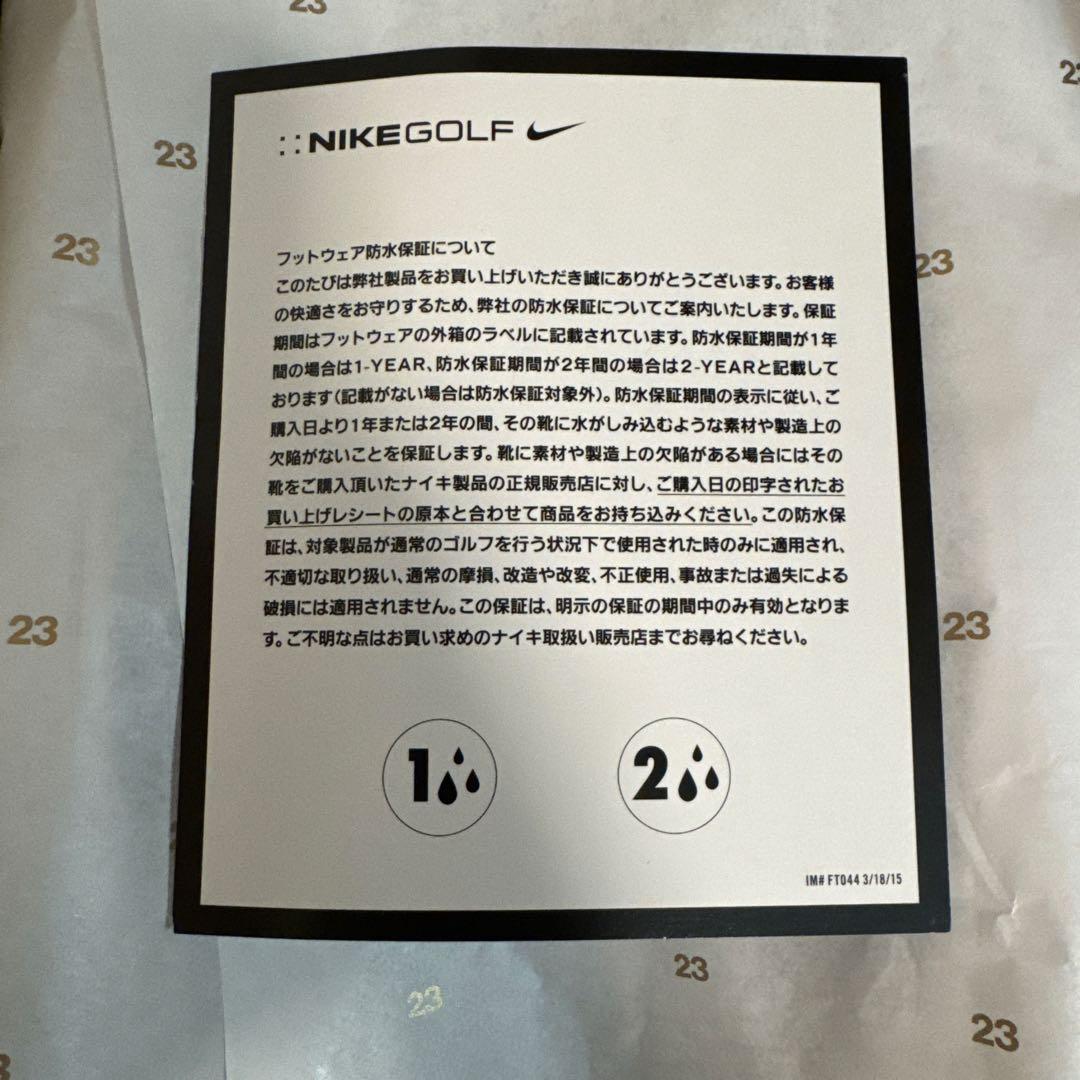 23
2
23
23
23
23
23
::NIKEGOLF
フットウェア防水保証について
このたびは弊社製品をお買い上げいただき誠にありがとうございます。お客様
の快適さをお守りするため、弊社の防水保証についてご案内いたします。保証
期間はフットウェアの外箱のラベルに記載されています。防水保証期間が1年
間の場合は1-YEAR、防水保証期間が2年間の場合は2-YEARと記載して
おります(記載がない場合は防水保証対象外)。防水保証期間の表示に従い、ご
購入日より1年または2年の間、その靴に水がしみ込むような素材や製造上の
欠陥がないことを保証します。靴に素材や製造上の欠陥がある場合にはその
靴をご購入頂いたナイキ製品の正規販売店に対し、ご購入日の印字されたお
買い上げレシートの原本と合わせて商品をお持ち込みください。この防水保
証は、対象製品が通常のゴルフを行う状況下で使用された時のみに適用され、
不適切な取り扱い、通常の摩損、改造や改変、不正使用、事故または過失による
破損には適用されません。この保証は、明示の保証の期間中のみ有効となりま
す。ご不明な点はお買い求めのナイキ取扱い販売店までお尋ねください。
1
2
IM# FT044 3/18/15
23
23
23